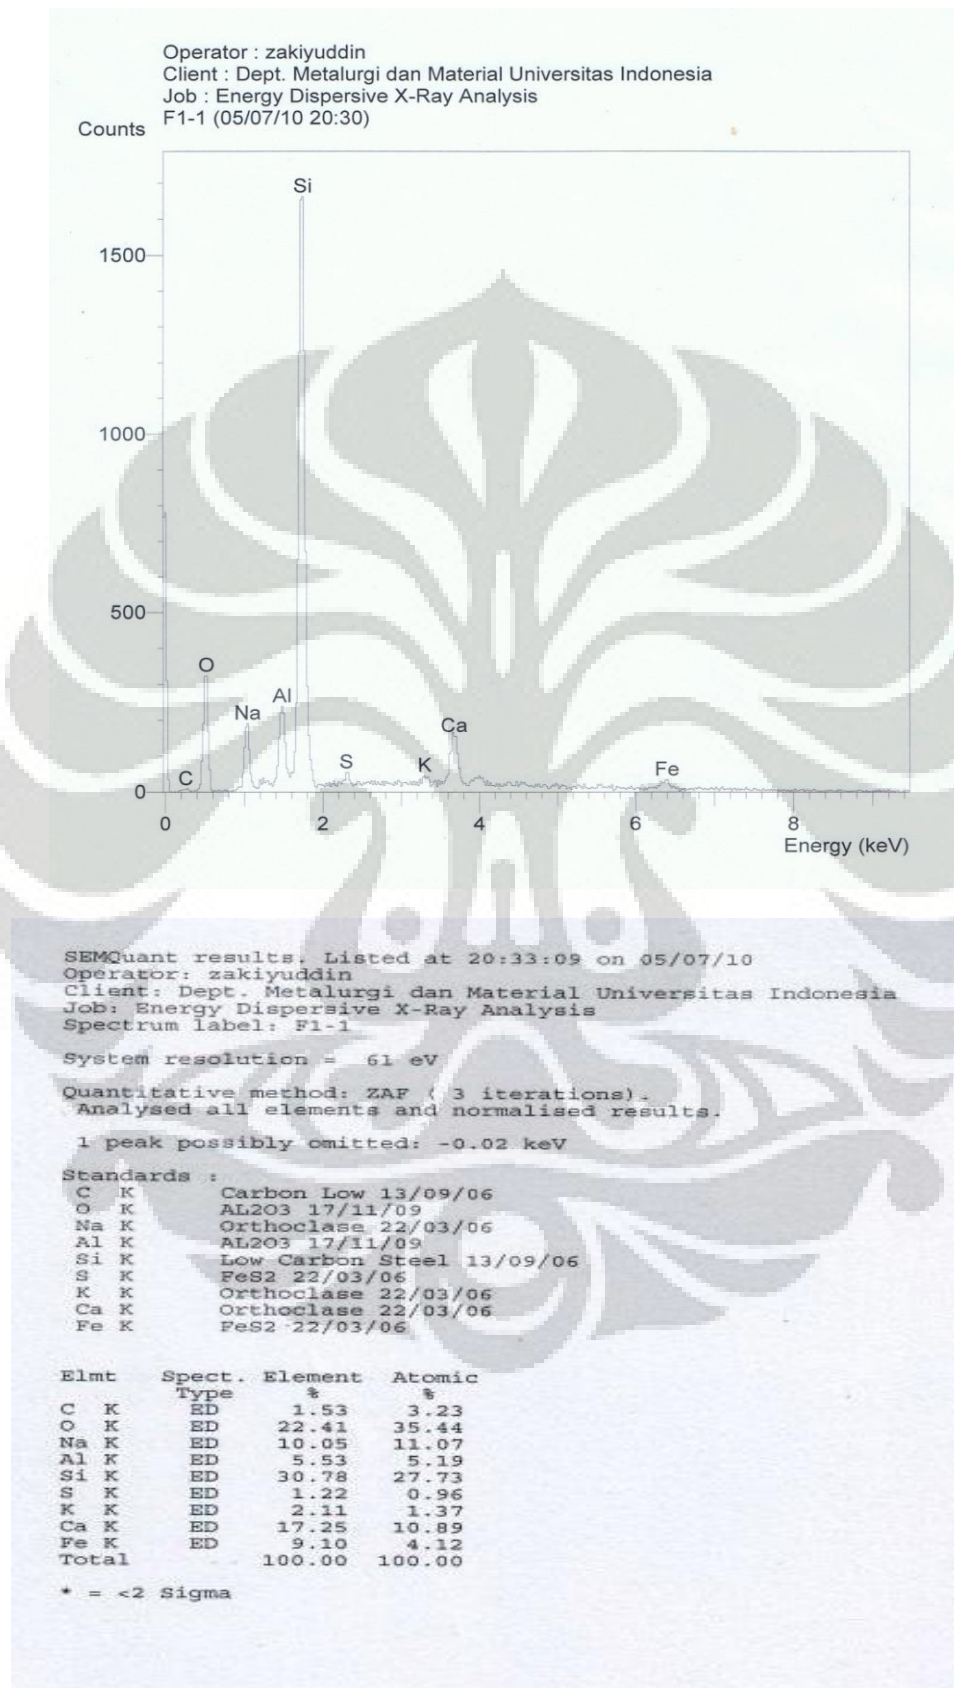 Operator : zakiyuddin
Client : Dept. Metalurgi dan Material Universitas Indonesia
Job : Energy Dispersive X-Ray Analysis
F1-1 (05/07/10 20:30)
Counts
Si
1500
1000
500
O
Na
Al
Ca
C
S
K
Fe
0
0 2 4 6 8
Energy (keV)
SEMQuant results. Listed at 20:33:09 on 05/07/10
Operator: zakiyuddin
Client: Dept. Metalurgi dan Material Universitas Indonesia
Job: Energy Dispersive X-Ray Analysis
Spectrum label: F1-1
System resolution = 61 eV
Quantitative method: ZAF ( 3 iterations).
Analysed all elements and normalised results.
1 peak possibly omitted: -0.02 keV
Standards :
C K Carbon Low 13/09/06
O K AL2O3 17/11/09
Na K Orthoclase 22/03/06
Al K AL2O3 17/11/09
Si K Low Carbon Steel 13/09/06
S K FeS2 22/03/06
K K Orthoclase 22/03/06
Ca K Orthoclase 22/03/06
Fe K FeS2 22/03/06
Elmt Spect. Element Atomic
Type % %
C K ED 1.53 3.23
O K ED 22.41 35.44
Na K ED 10.05 11.07
Al K ED 5.53 5.19
Si K ED 30.78 27.73
S K ED 1.22 0.96
K K ED 2.11 1.37
Ca K ED 17.25 10.89
Fe K ED 9.10 4.12
Total 100.00 100.00
* = <2 Sigma